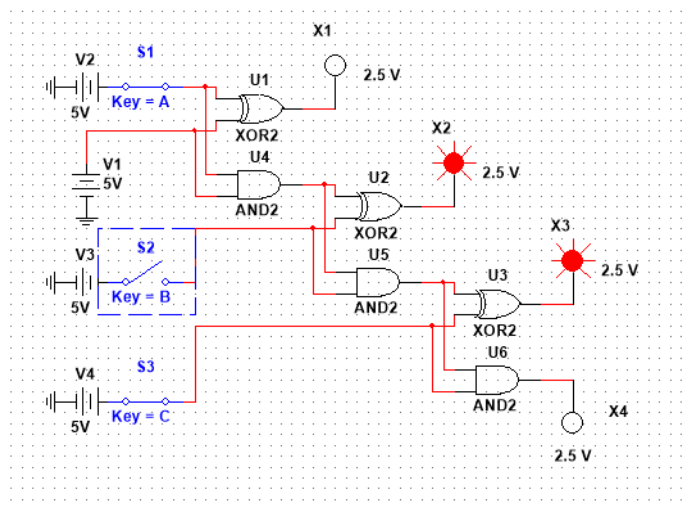 X1
S1
V2
2.5 V
U1
Key = A
5V
XOR2
X2
V1
5V
U4
2.5 V
U2
AND2
XOR2
X3
S2
V3
U5
2.5 V
U3
Key = B
5V
AND2
XOR2
U6
S3
V4
AND2
X4
Key = C
5V
2.5 V